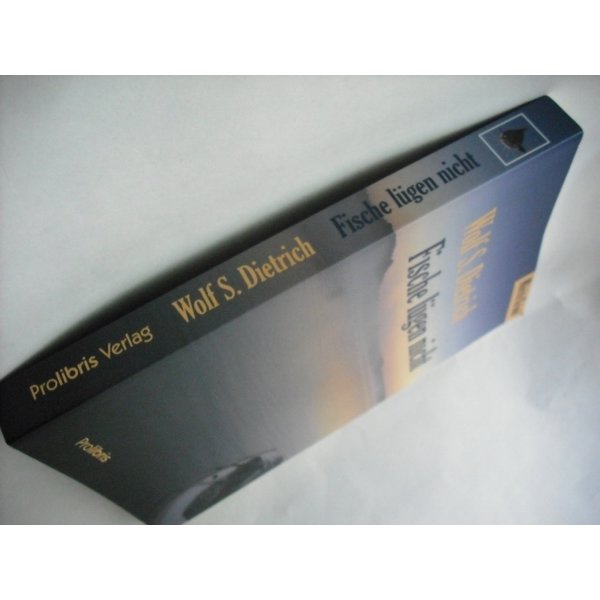 Prolibris Verlag
Wolf S. Dietrich
Fische lügen nicht
Wolf S. Dietrich
Fische lügen nicht
Prolibris